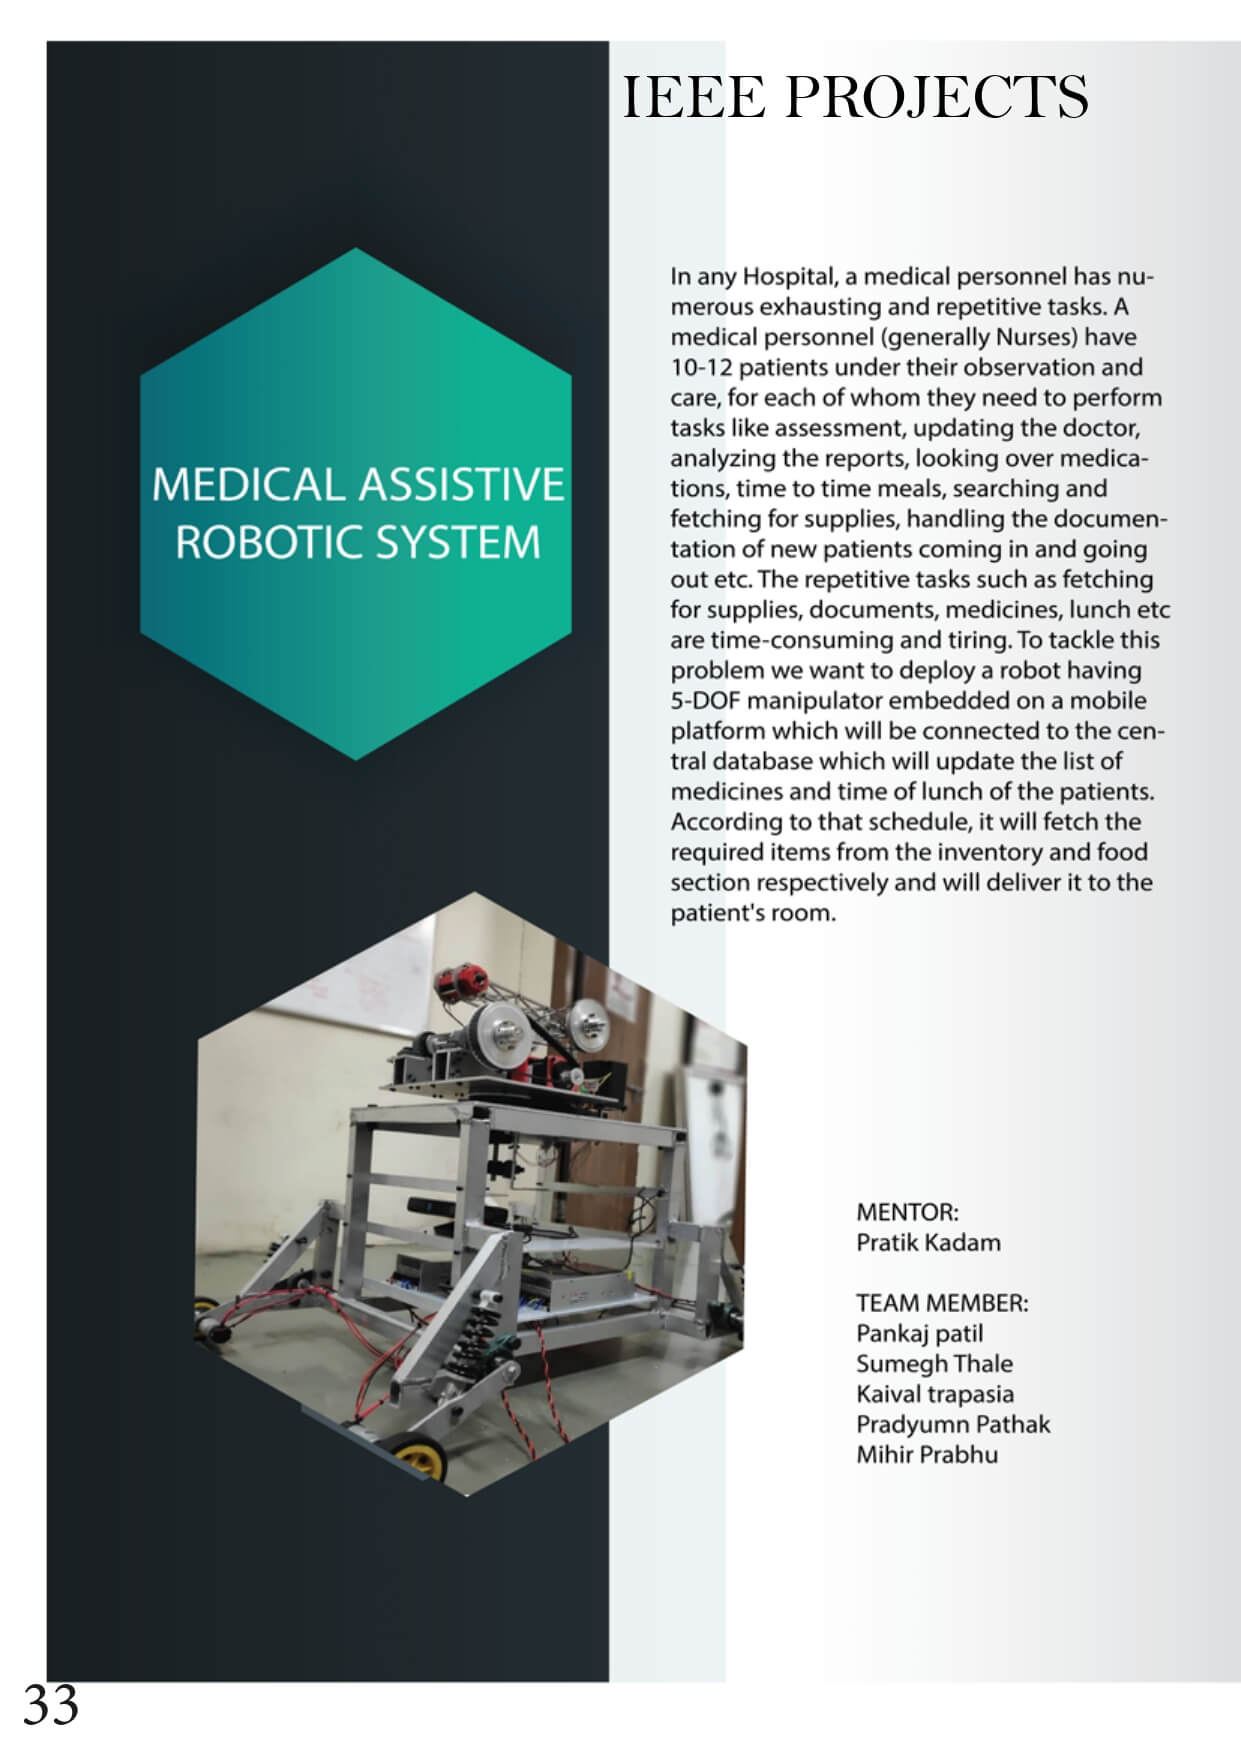 IEEE PROJECTS
MEDICAL ASSISTIVE
ROBOTIC SYSTEM
In any Hospital, a medical personnel has nu-
merous exhausting and repetitive tasks. A
medical personnel (generally Nurses) have
10-12 patients under their observation and
care, for each of whom they need to perform
tasks like assessment, updating the doctor,
analyzing the reports, looking over medica-
tions, time to time meals, searching and
fetching for supplies, handling the documen-
tation of new patients coming in and going
out etc. The repetitive tasks such as fetching
for supplies, documents, medicines, lunch etc
are time-consuming and tiring. To tackle this
problem we want to deploy a robot having
5-DOF manipulator embedded on a mobile
platform which will be connected to the cen-
tral database which will update the list of
medicines and time of lunch of the patients.
According to that schedule, it will fetch the
required items from the inventory and food
section respectively and will deliver it to the
patient's room.
MENTOR:
Pratik Kadam
TEAM MEMBER:
Pankaj patil
Sumegh Thale
Kaival trapasia
Pradyumn Pathak
Mihir Prabhu
33